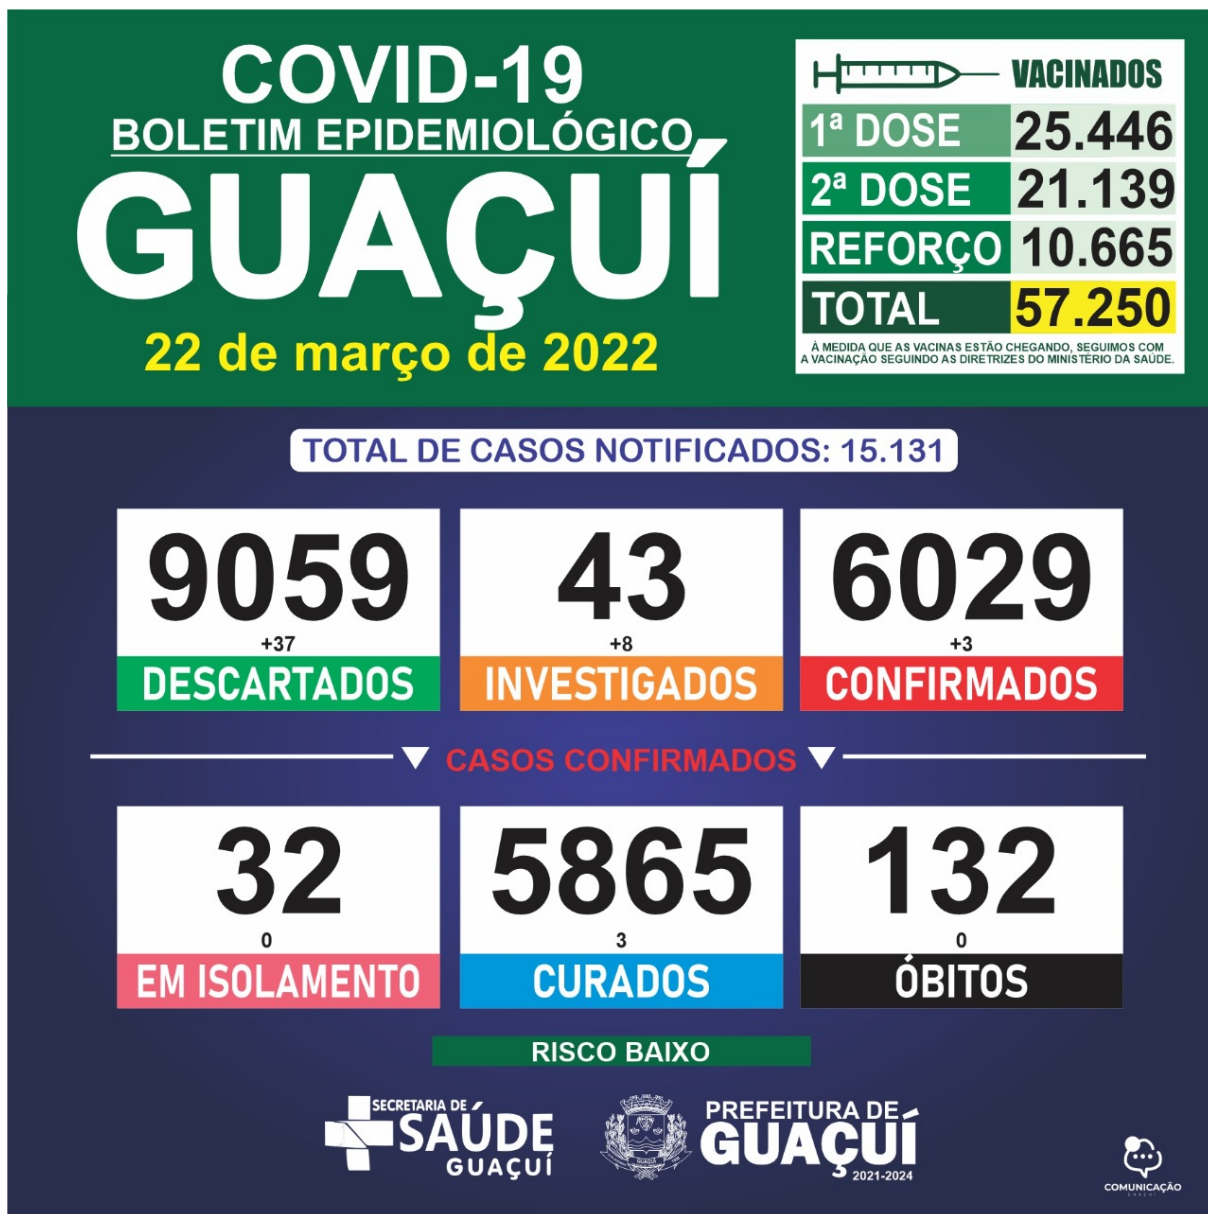 COVID-19
BOLETIM EPIDEMIOLÓGICO
GUAÇUÍ
22 de março de 2022
VACINADOS
1ª DOSE 25.446
2ª DOSE 21.139
REFORÇO 10.665
TOTAL 57.250
À MEDIDA QUE AS VACINAS ESTÃO CHEGANDO, SEGUIMOS COM
A VACINAÇÃO SEGUINDO AS DIRETRIZES DO MINISTÉRIO DA SAÚDE.
TOTAL DE CASOS NOTIFICADOS: 15.131
9059
+37
DESCARTADOS
43
+8
INVESTIGADOS
6029
+3
CONFIRMADOS
CASOS CONFIRMADOS
32
0
EM ISOLAMENTO
5865
3
CURADOS
132
0
ÓBITOS
RISCO BAIXO
SECRETARIA DE
SAÚDE
GUAÇUÍ
PREFEITURA DE
GUAÇUÍ
2021-2024
COMUNICAÇÃO